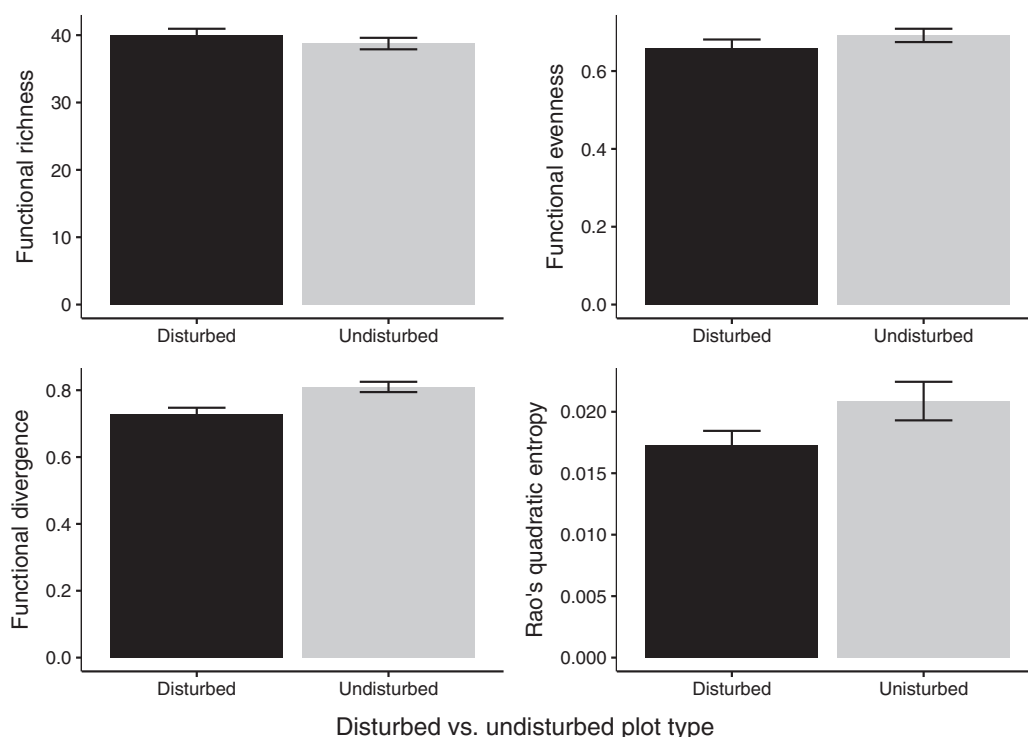 Functional richness
40
30
20
10
0
Disturbed Undisturbed
Functional evenness
0.6
0.4
0.2
0.0
Disturbed Undisturbed
Functional divergence
0.8
0.6
0.4
0.2
0.0
Disturbed Undisturbed
Rao's quadratic entropy
0.020
0.015
0.010
0.005
0.000
Disturbed Unisturbed
Disturbed vs. undisturbed plot type